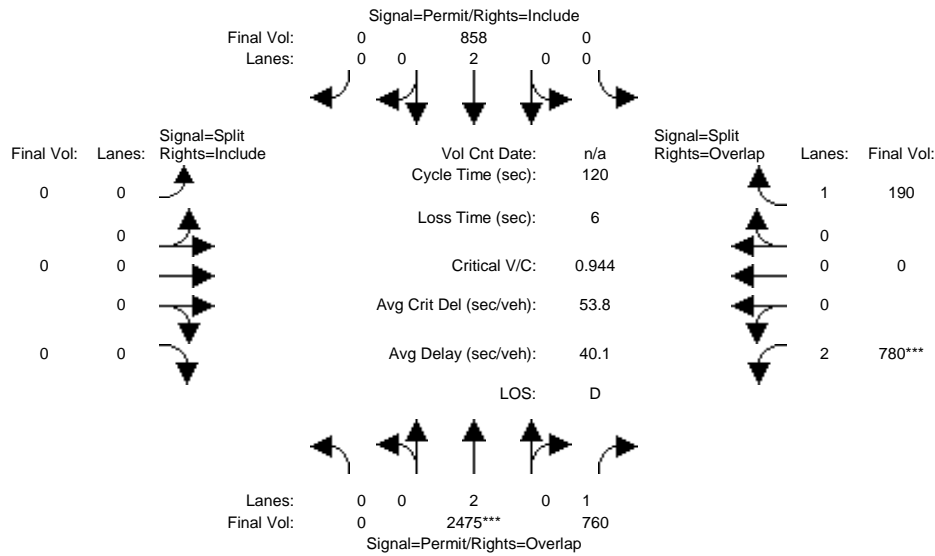 Signal=Permit/Rights=Include
Final Vol: 0 858 0
Lanes: 0 0 2 0 0
Signal=Split
Final Vol: Lanes: Rights=Include
Vol Cnt Date: n/a
Signal=Split
Rights=Overlap Lanes: Final Vol:
Cycle Time (sec): 120
0 0
1 190
Loss Time (sec): 6
0
0
0 0
Critical V/C: 0.944
0 0
0
Avg Crit Del (sec/veh): 53.8
0
0 0
Avg Delay (sec/veh): 40.1
2 780***
LOS: D
Lanes: 0 0 2 0 1
Final Vol: 0 2475*** 760
Signal=Permit/Rights=Overlap